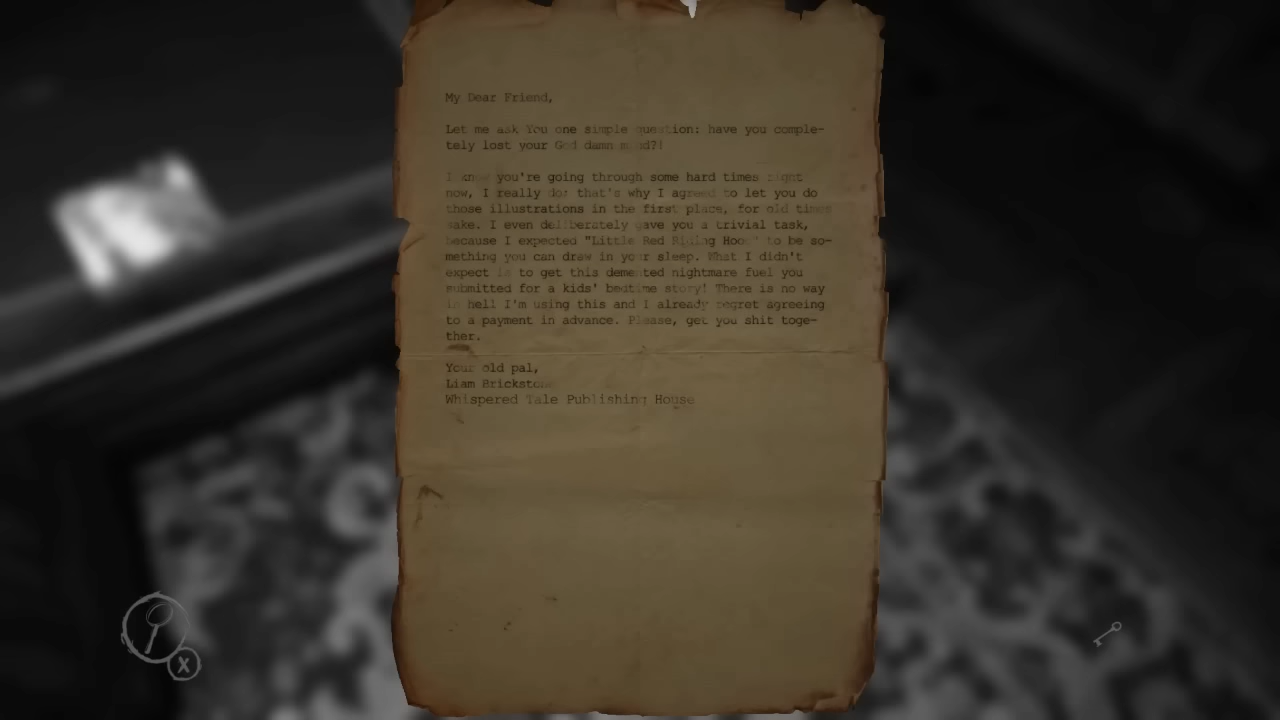 My Dear Friend,
Let me ask You one simple question: have you comple-
tely lost your God damn mind?!
I know you're going through some hard times right
now, I really do: that's why I agreed to let you do
those illustrations in the first place, for old times
sake. I even deliberately gave you a trivial task,
because I expected "Little Red Riding Hood" to be so-
mething you can draw in your sleep. What I didn't
expect is to get this demented nightmare fuel you
submitted for a kids' bedtime story! There is no way
in hell I'm using this and I already regret agreeing
to a payment in advance. Please, get you shit toge-
ther.
Your old pal,
Liam Brickstone
Whispered Tale Publishing House
X